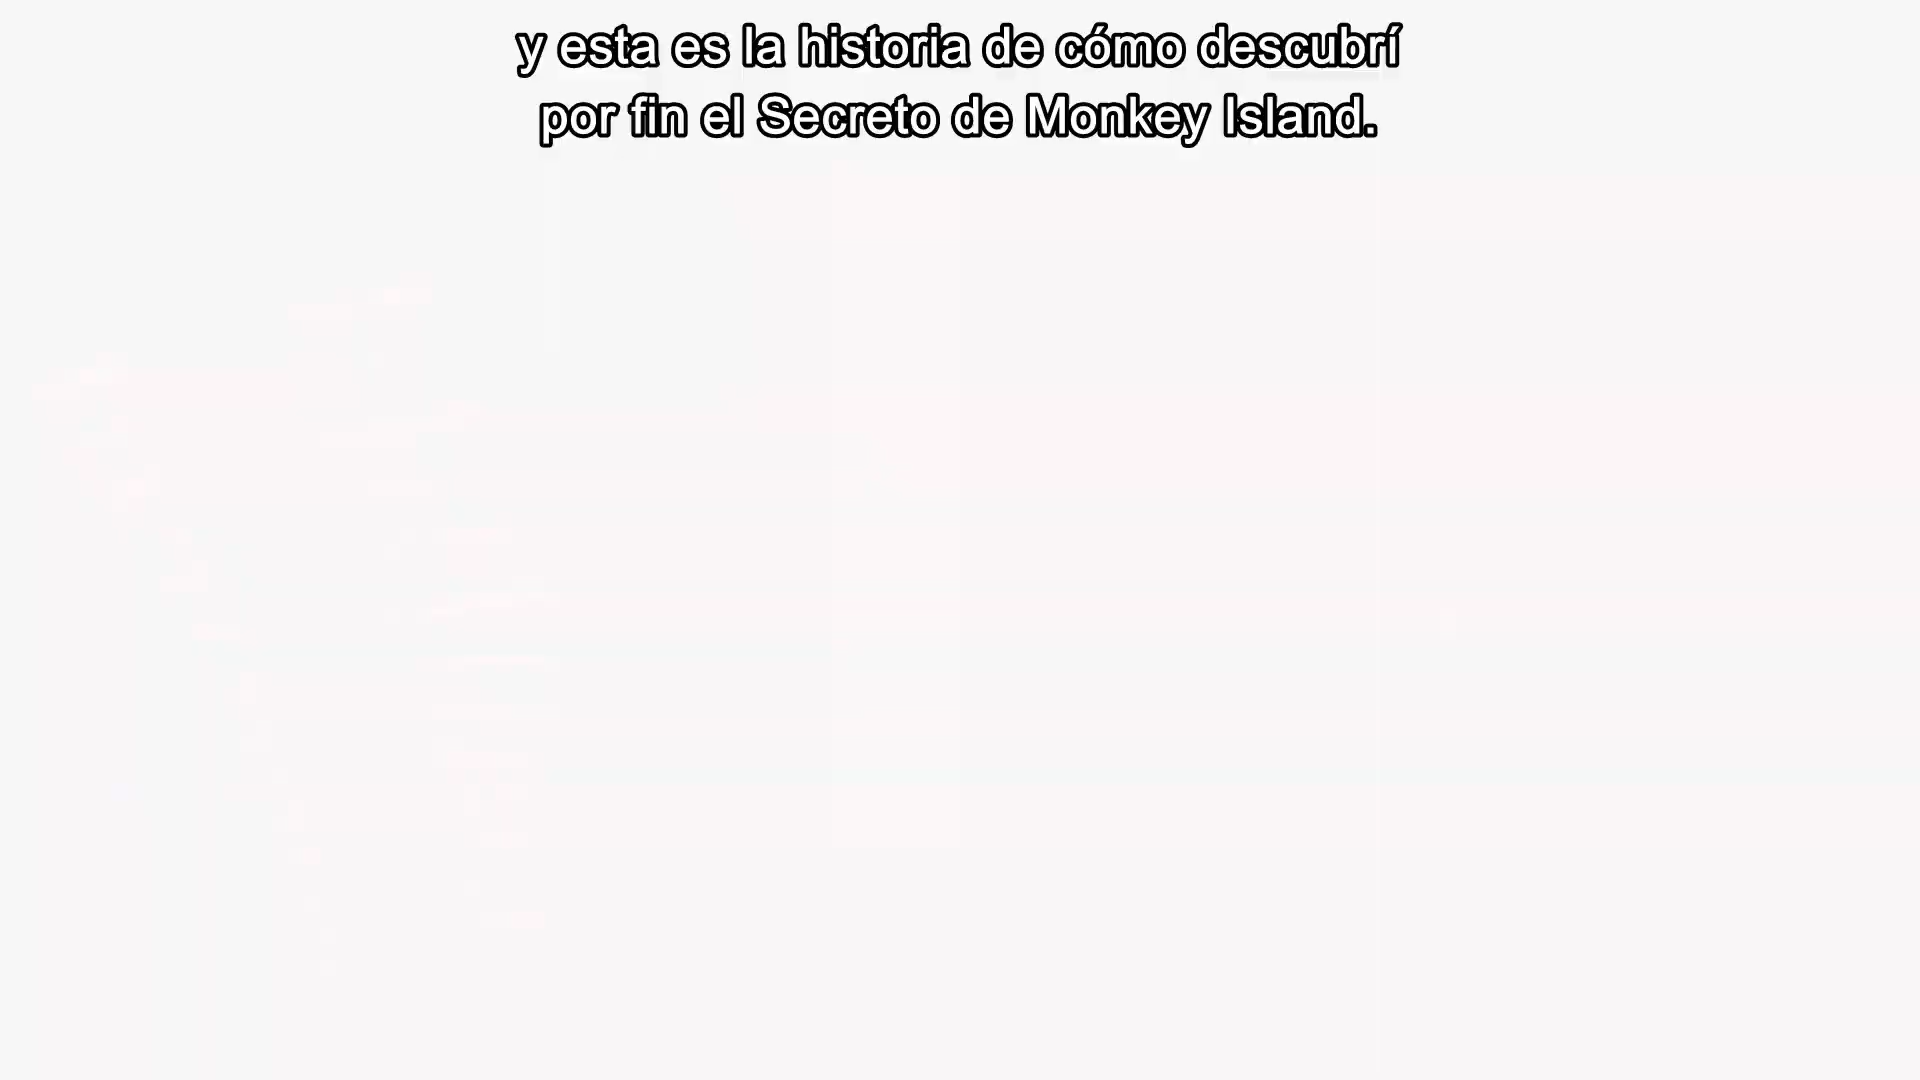 y esta es la historia de cómo descubrí
por fin el Secreto de Monkey Island.